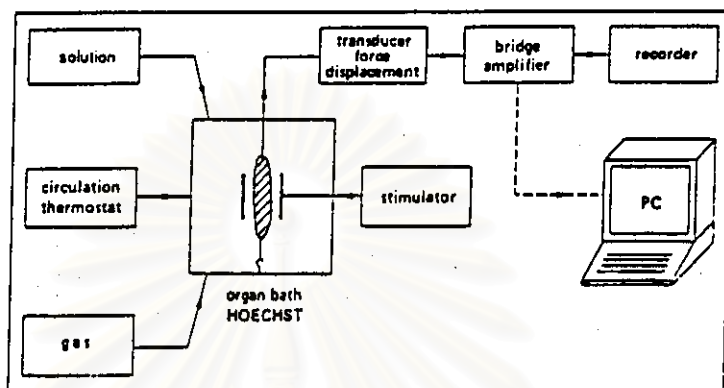 solution
transducer
force
displacement
bridge
amplifier
recorder
circulation
thermostat
stimulator
PC
organ bath
HOECHST
gas